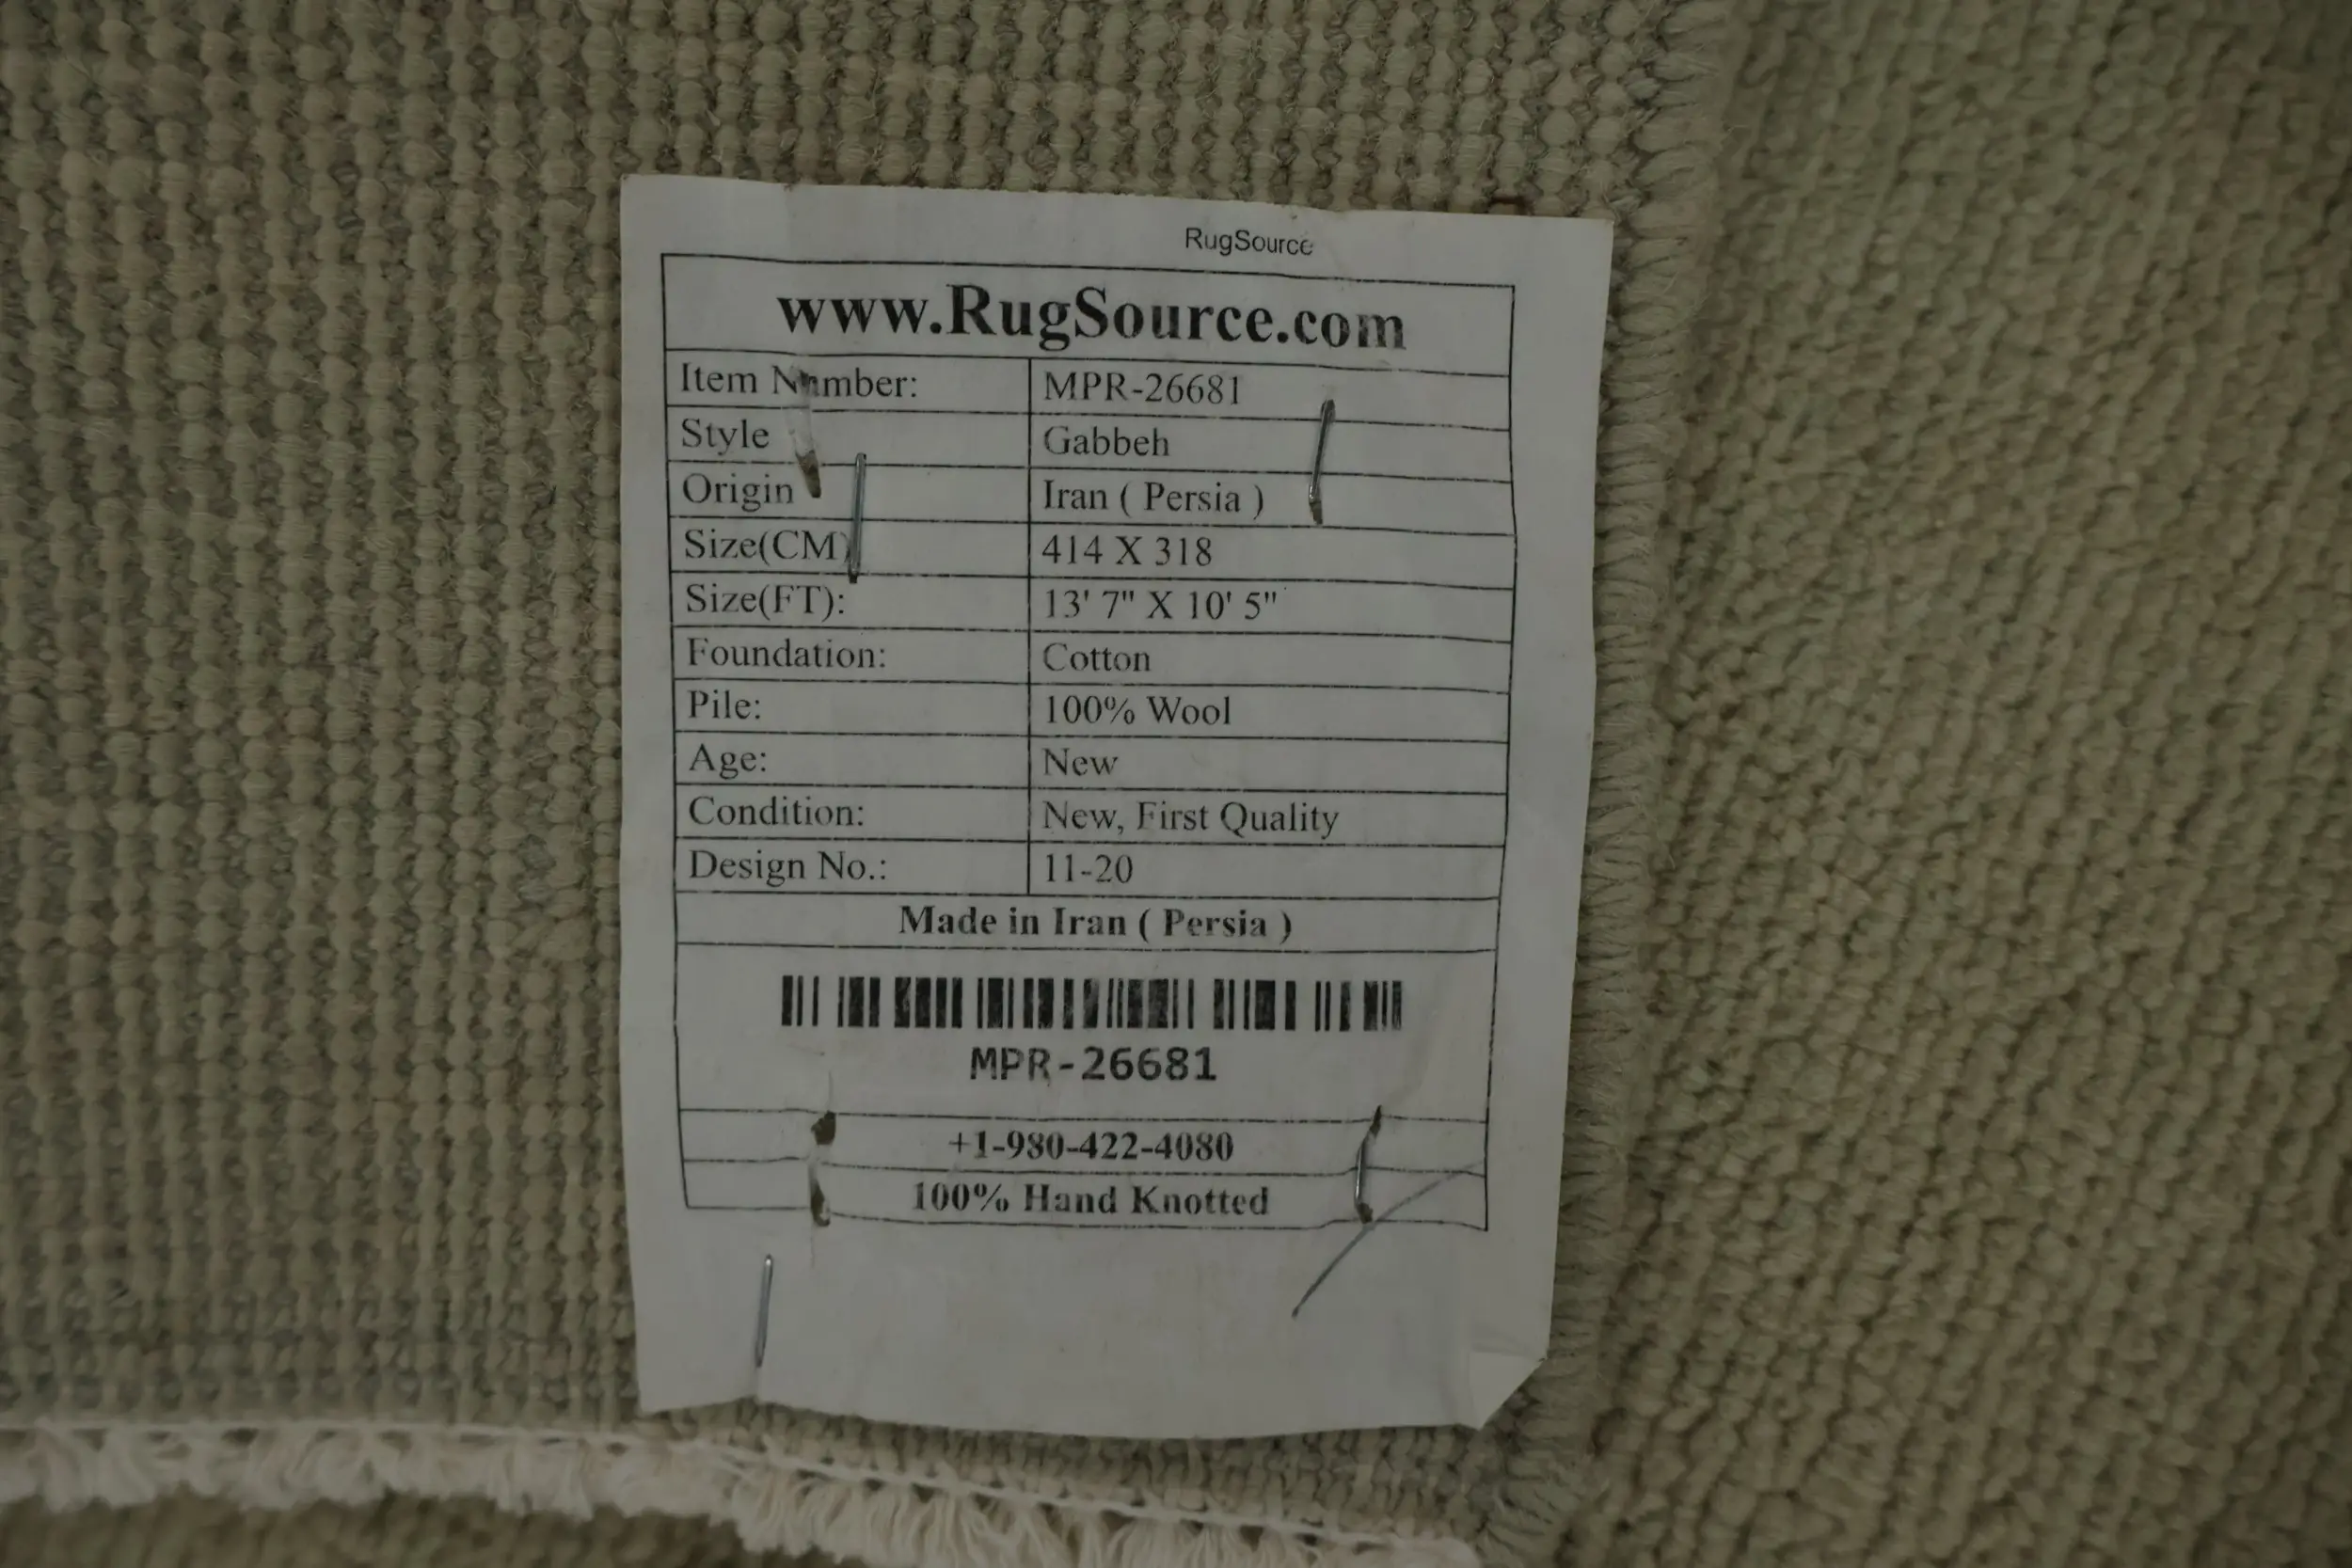 RugSource
www.RugSource.com
Item Number: MPR-26681
Style Gabbeh
Origin Iran ( Persia )
Size(CM) 414 X 318
Size(FT): 13' 7" X 10' 5"
Foundation: Cotton
Pile: 100% Wool
Age: New
Condition: New, First Quality
Design No.: 11-20
Made in Iran ( Persia )
MPR-26681
+1-980-422-4080
100% Hand Knotted